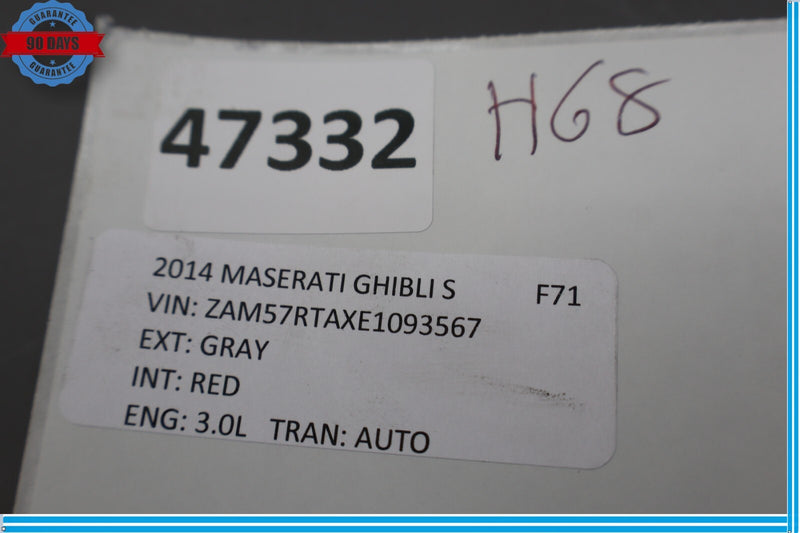 GUARANTEE
90 DAYS
GUARANTEE
47332
H68
2014 MASERATI GHIBLI S F71
VIN: ZAM57RTAXE1093567
EXT: GRAY
INT: RED
ENG: 3.0L TRAN: AUTO